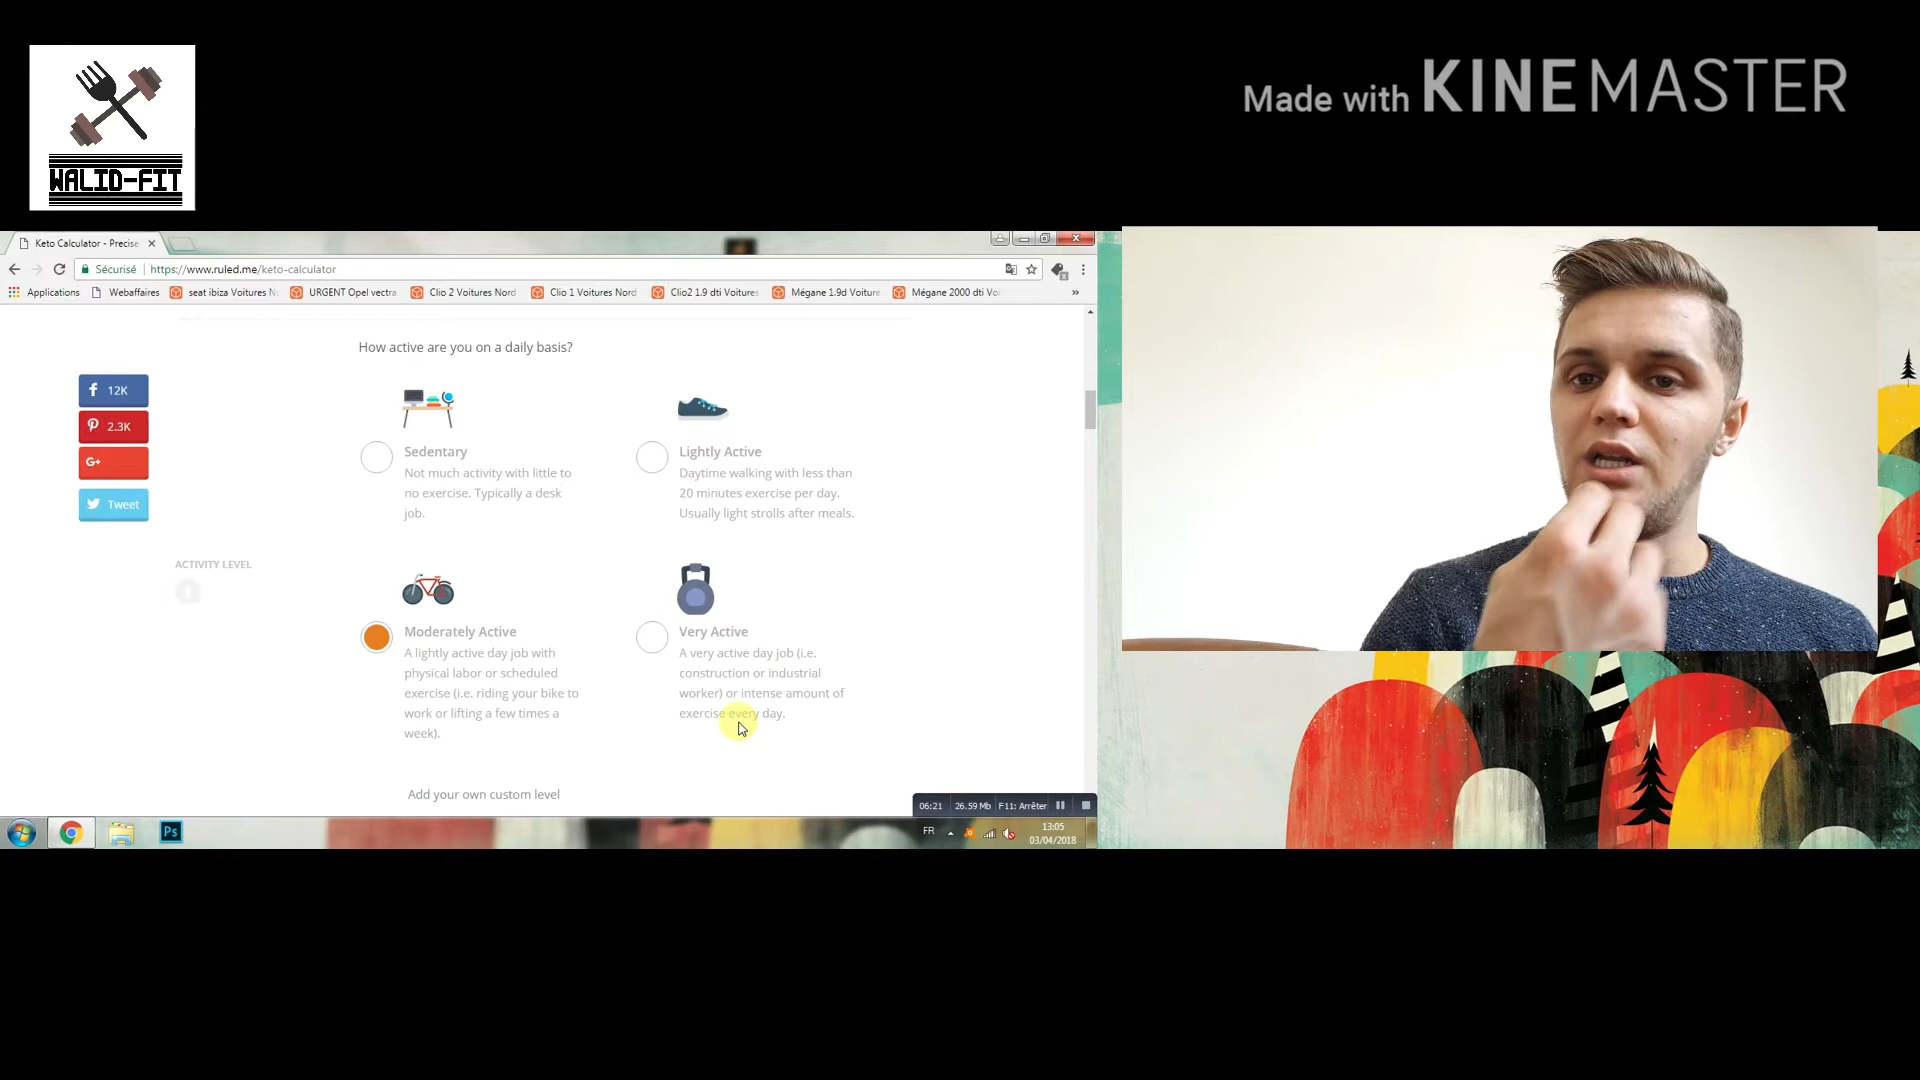 Made with KINEMASTER
WALID-FIT
Keto Calculator - Precise
Sécurisé
https://www.ruled.me/keto-calculator
Applications
Webaffaires
seat ibiza Voitures N
URGENT Opel vectra
Clio 2 Voitures Nord
Clio 1 Voitures Nord
Clio2 1.9 dti Voitures
Mégane 1.9d Voiture
Mégane 2000 dti Vo
How active are you on a daily basis?
12K
2.3K
G+
Tweet
Sedentary
Not much activity with little to
no exercise. Typically a desk
job.
Lightly Active
Daytime walking with less than
20 minutes exercise per day.
Usually light strolls after meals.
ACTIVITY LEVEL
Moderately Active
A lightly active day job with
physical labor or scheduled
exercise (i.e. riding your bike to
work or lifting a few times a
week).
Very Active
A very active day job (i.e.
construction or industrial
worker) or intense amount of
exercise every day.
Add your own custom level
06:21 26.59 Mb F11: Arrêter
Ps
FR
13:05
03/04/2018